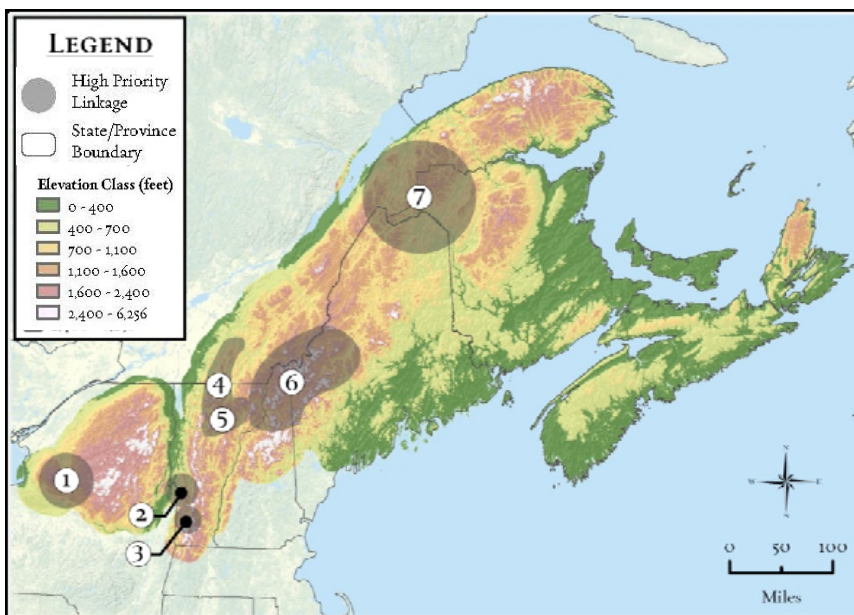 LEGEND
High Priority
Linkage
State/Province
Boundary
Elevation Class (feet)
0 - 400
400 - 700
700 - 1,100
1,100 - 1,600
1,600 - 2,400
2,400 - 6,256
7
4
6
5
1
2
3
N
W
E
S
0 50 100
Miles